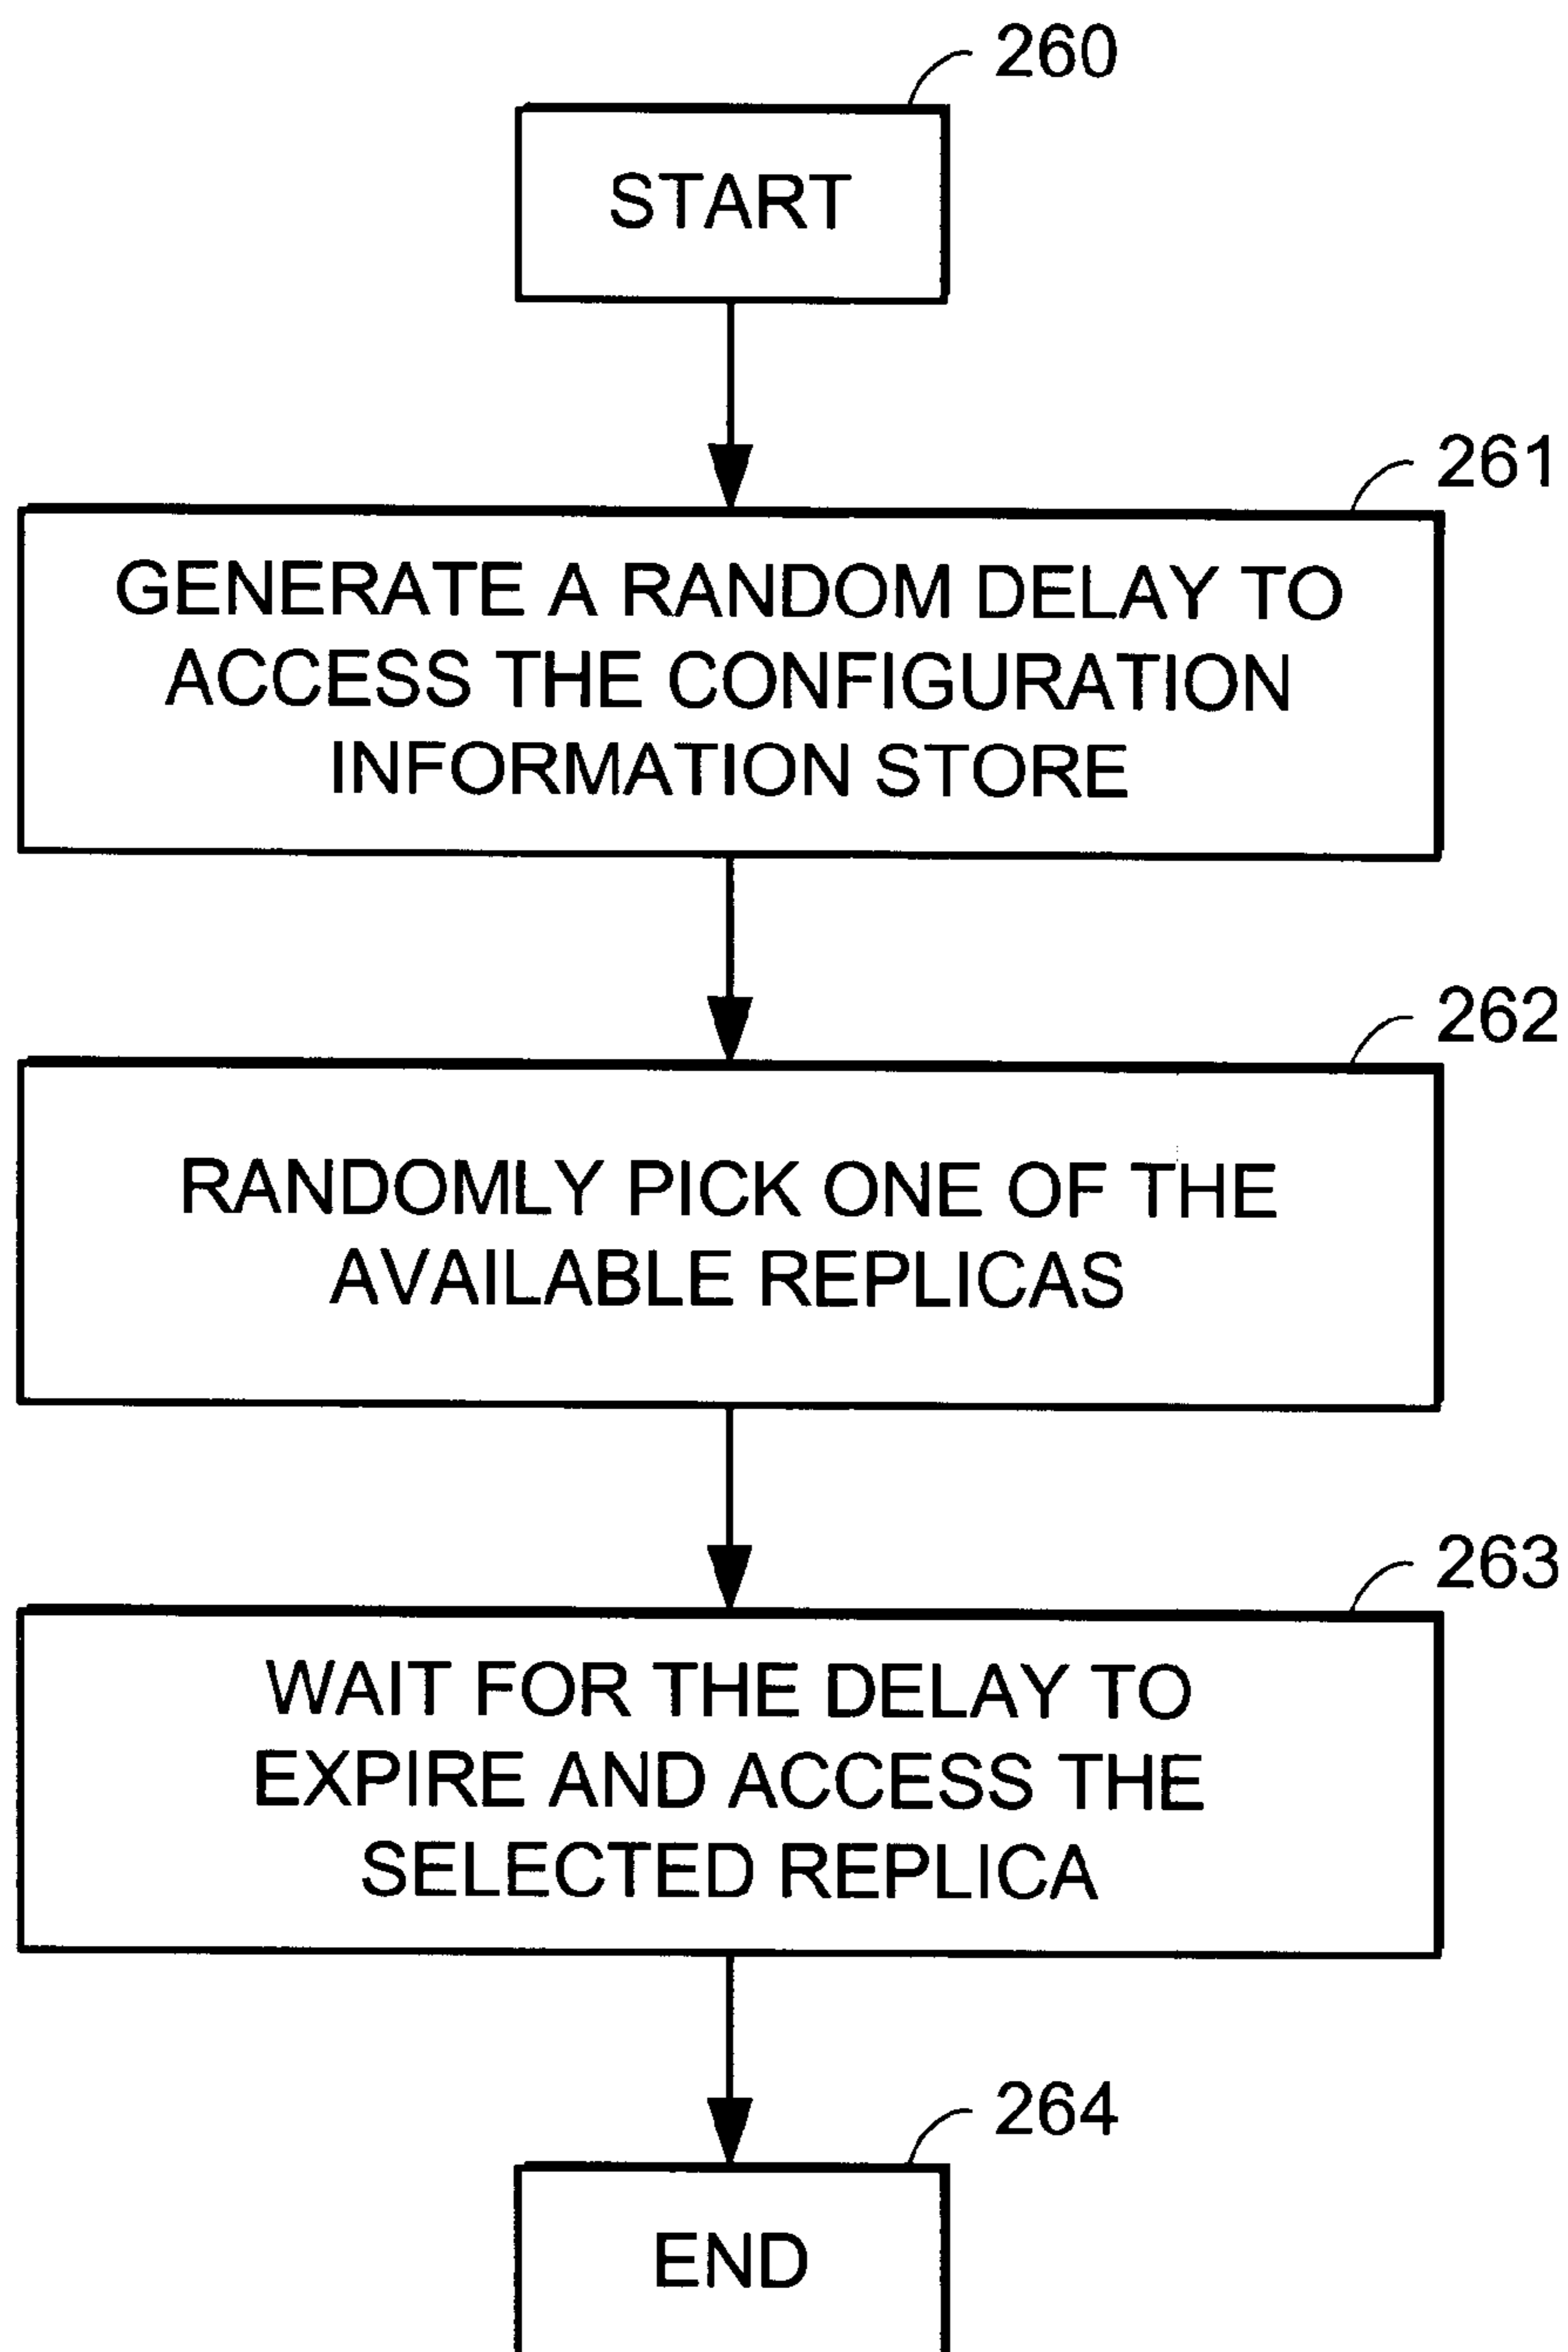 260
START
261
GENERATE A RANDOM DELAY TO
ACCESS THE CONFIGURATION
INFORMATION STORE
262
RANDOMLY PICK ONE OF THE
AVAILABLE REPLICAS
263
WAIT FOR THE DELAY TO
EXPIRE AND ACCESS THE
SELECTED REPLICA
264
END